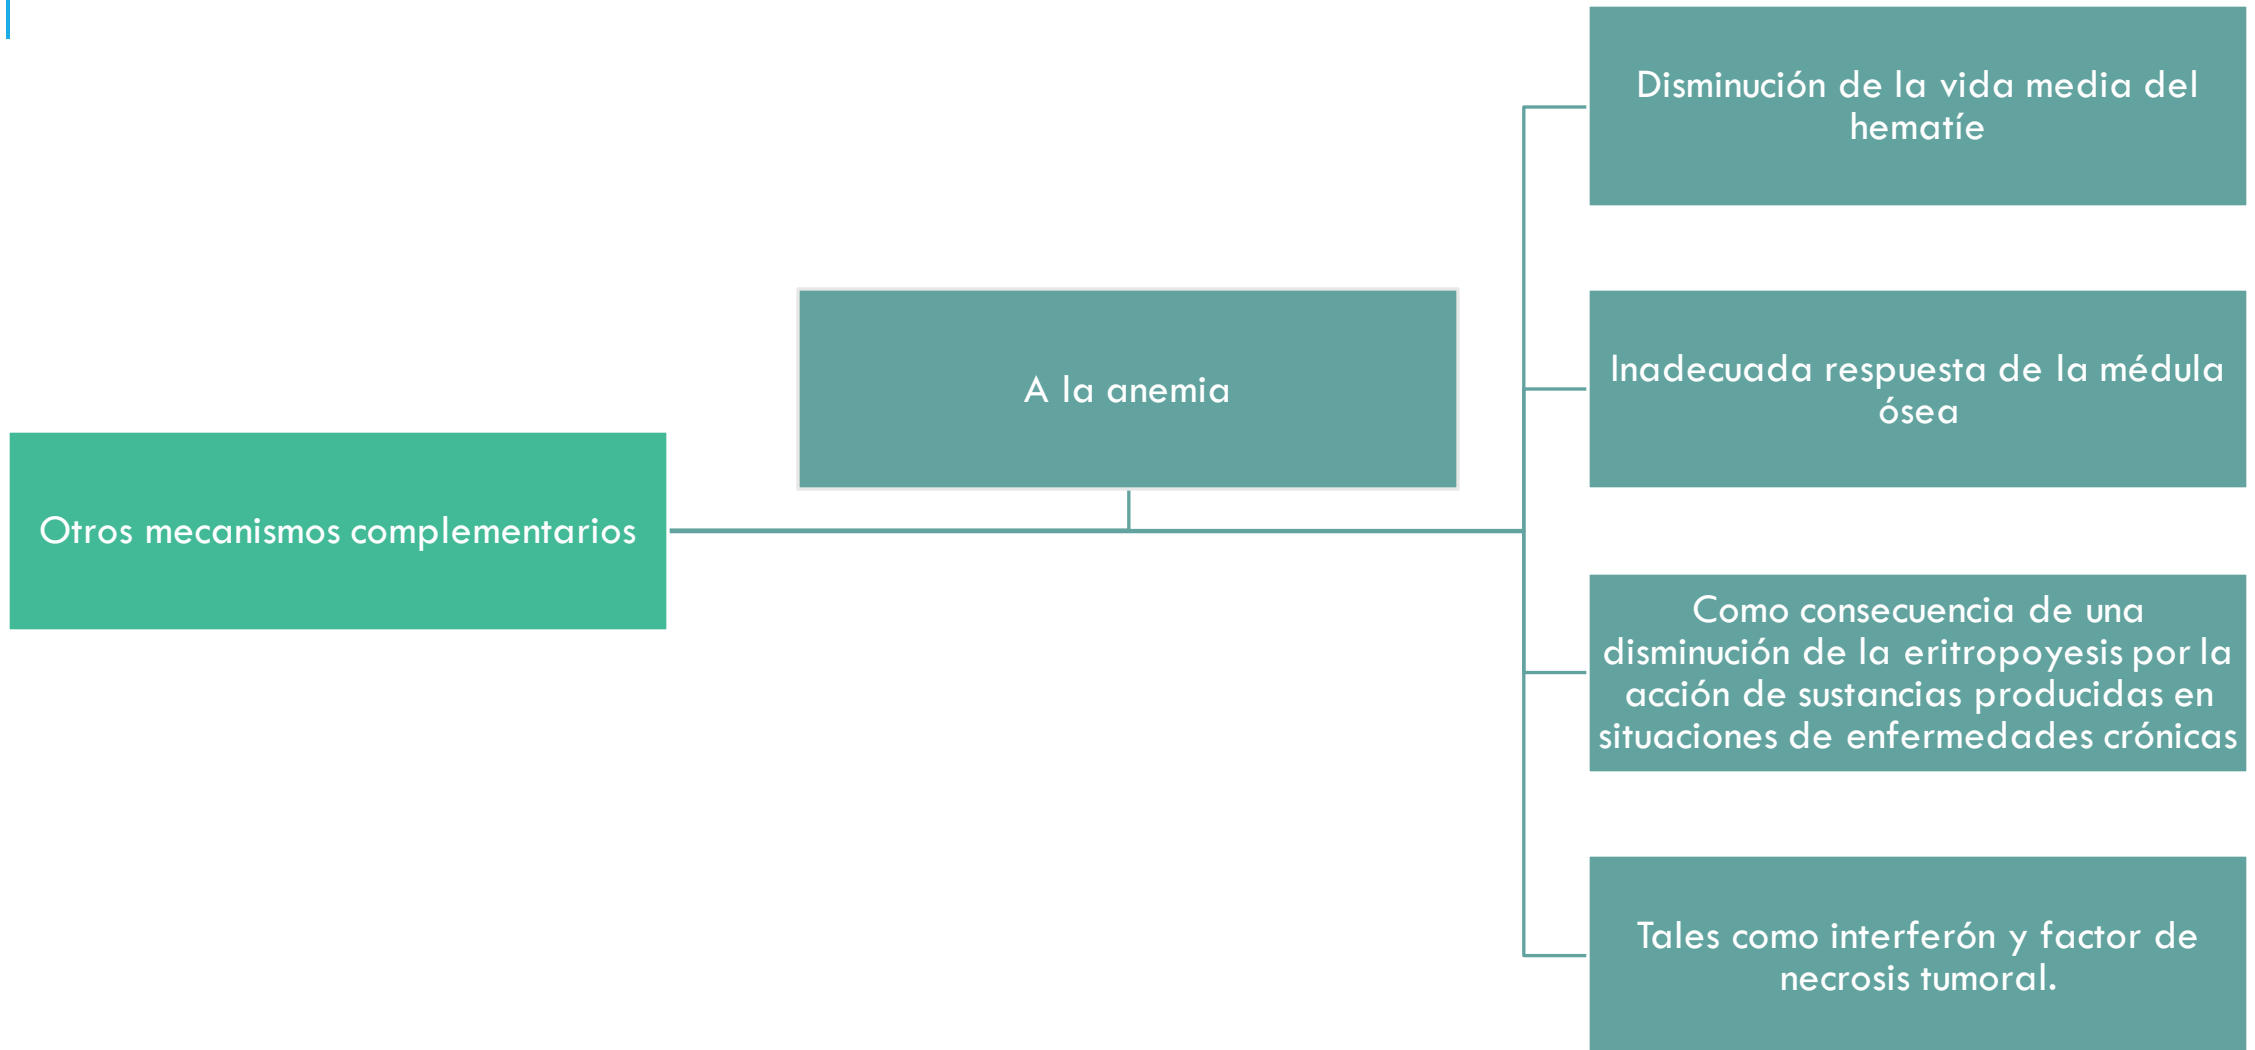 Otros mecanismos complementarios
A la anemia
Disminución de la vida media del
hematíe
Inadecuada respuesta de la médula
ósea
Como consecuencia de una
disminución de la eritropoyesis por la
acción de sustancias producidas en
situaciones de enfermedades crónicas
Tales como interferón y factor de
necrosis tumoral.